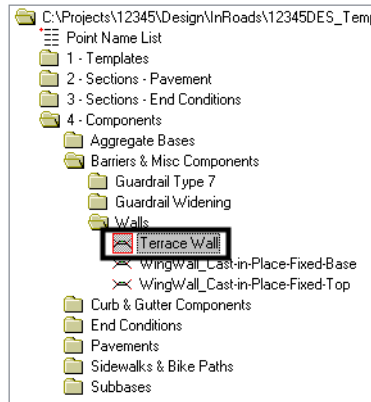 C:\Projects\12345\Design\InRoads\12345DES_Temp
Point Name List
1 - Templates
2 - Sections - Pavement
3 - Sections - End Conditions
4 - Components
Aggregate Bases
Barriers & Misc Components
Guardrail Type 7
Guardrail Widening
Walls
Terrace Wall
WingWall_Cast-in-Place-Fixed-Base
WingWall_Cast-in-Place-Fixed-Top
Curb & Gutter Components
End Conditions
Pavements
Sidewalks & Bike Paths
Subbases